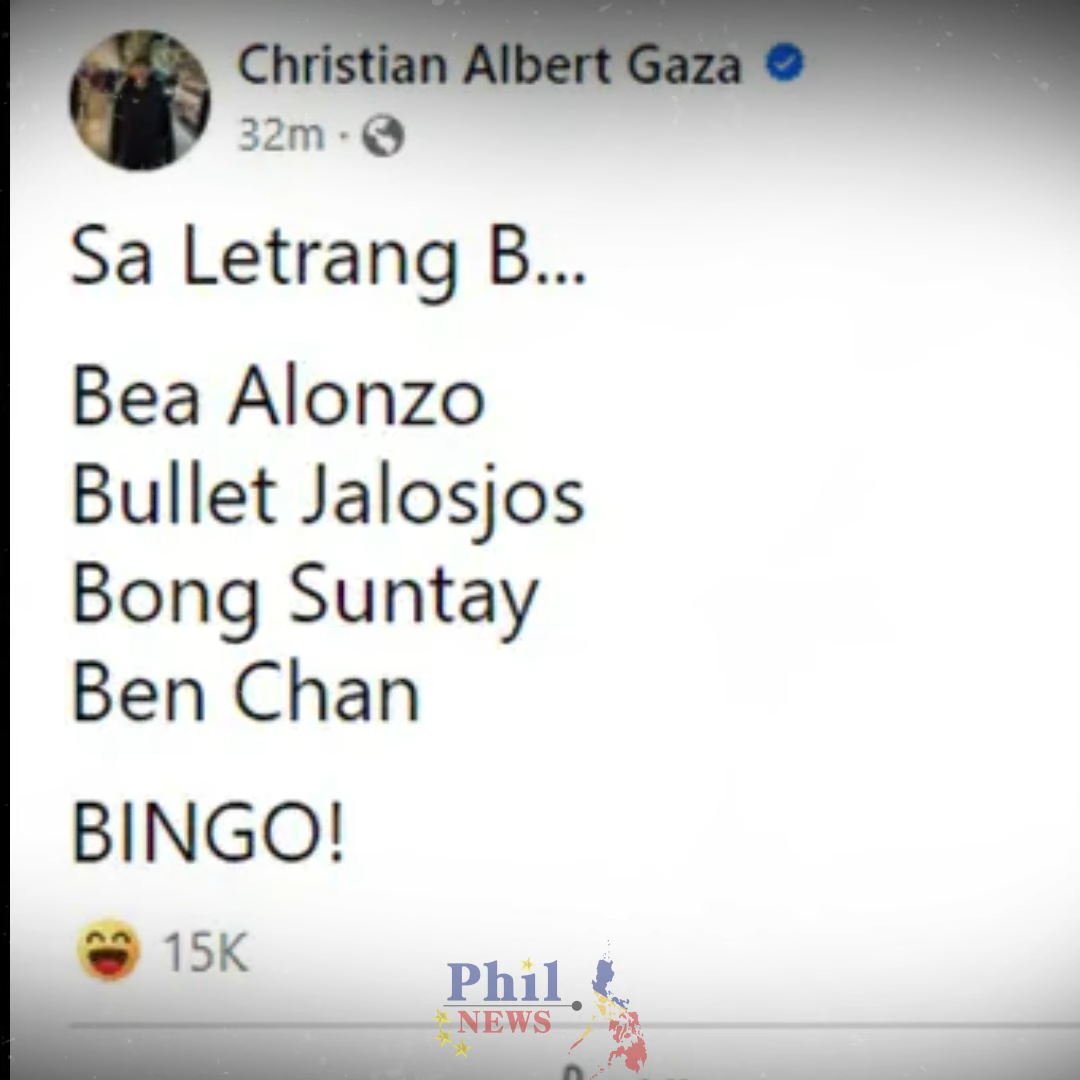 Christian Albert Gaza
32m ·
Sa Letrang B...
Bea Alonzo
Bullet Jalosjos
Bong Suntay
Ben Chan
BINGO!
15K
Phil
NEWS